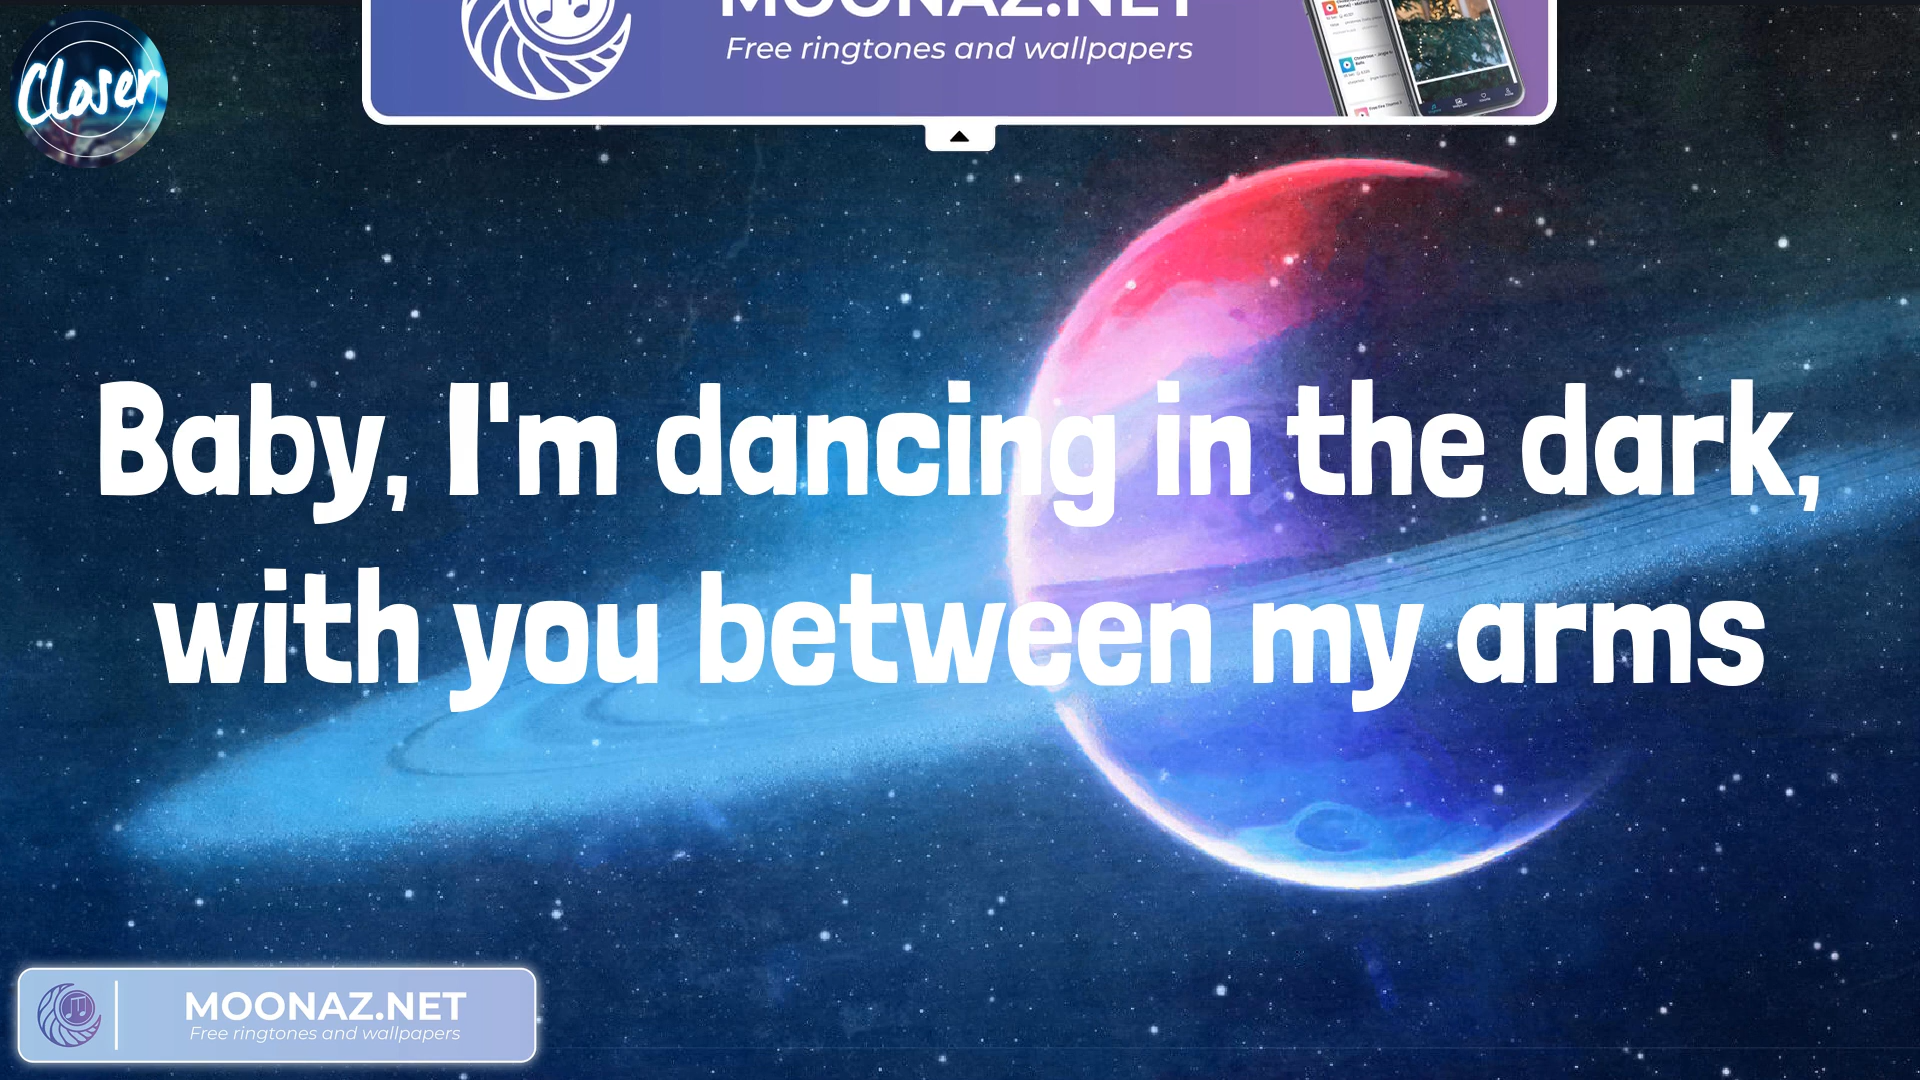 Closer
MOONAZ.NET
Free ringtones and wallpapers
Baby, I'm dancing in the dark,
with you between my arms
MOONAZ.NET
Free ringtones and wallpapers